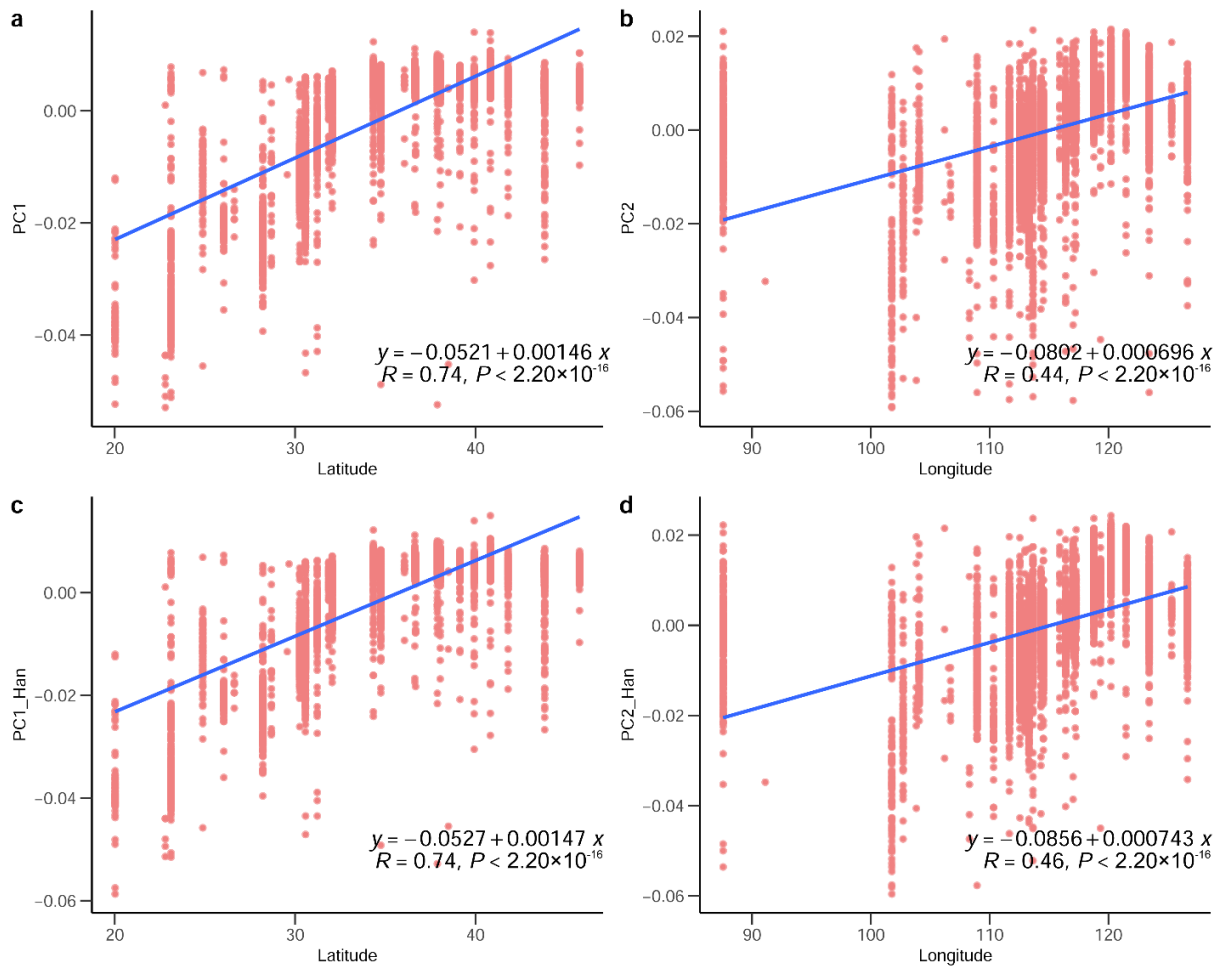 a
PC1
0.00
−0.02
−0.04
20
30
40
Latitude
y = −0.0521 + 0.00146 x
R = 0.74, P < 2.20×10-16
b
PC2
0.02
0.00
−0.02
−0.04
−0.06
90
100
110
120
Longitude
y = −0.0802 + 0.000696 x
R = 0.44, P < 2.20×10-16
c
PC1_Han
0.00
−0.02
−0.04
−0.06
20
30
40
Latitude
y = −0.0527 + 0.00147 x
R = 0.74, P < 2.20×10-16
d
PC2_Han
0.02
0.00
−0.02
−0.04
−0.06
90
100
110
120
Longitude
y = −0.0856 + 0.000743 x
R = 0.46, P < 2.20×10-16